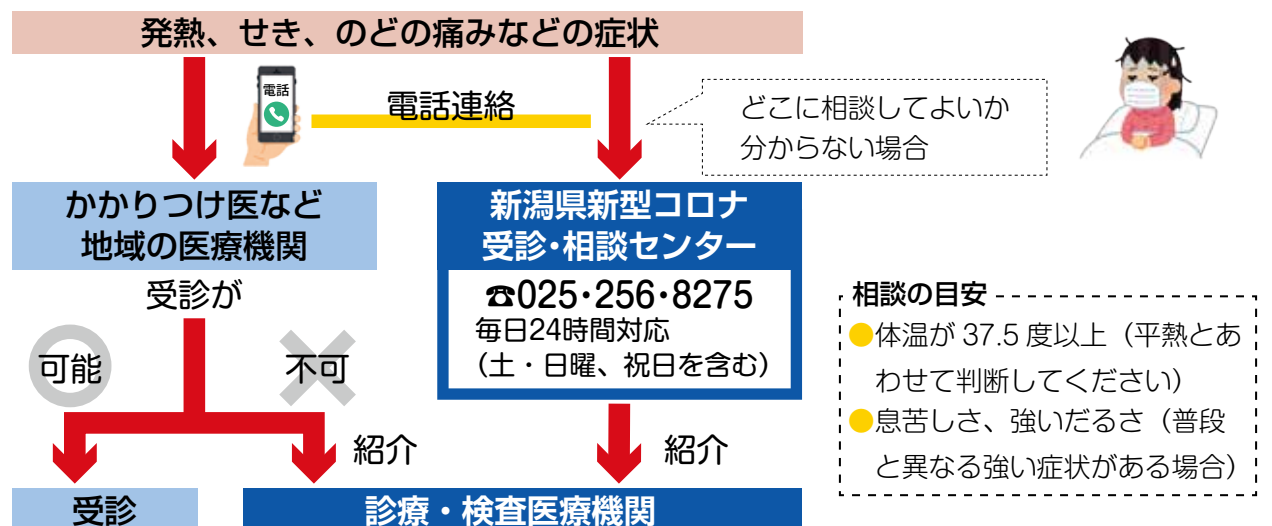 発熱、せき、のどの痛みなどの症状
電話
電話連絡
どこに相談してよいか
分からない場合
かかりつけ医など
地域の医療機関
新潟県新型コロナ
受診・相談センター
☎025・256・8275
毎日24時間対応
（土・日曜、祝日を含む）
受診が
可能
不可
紹介
紹介
受診
診療・検査医療機関
相談の目安
●体温が 37.5 度以上（平熱とあ
わせて判断してください）
●息苦しさ、強いだるさ（普段
と異なる強い症状がある場合）